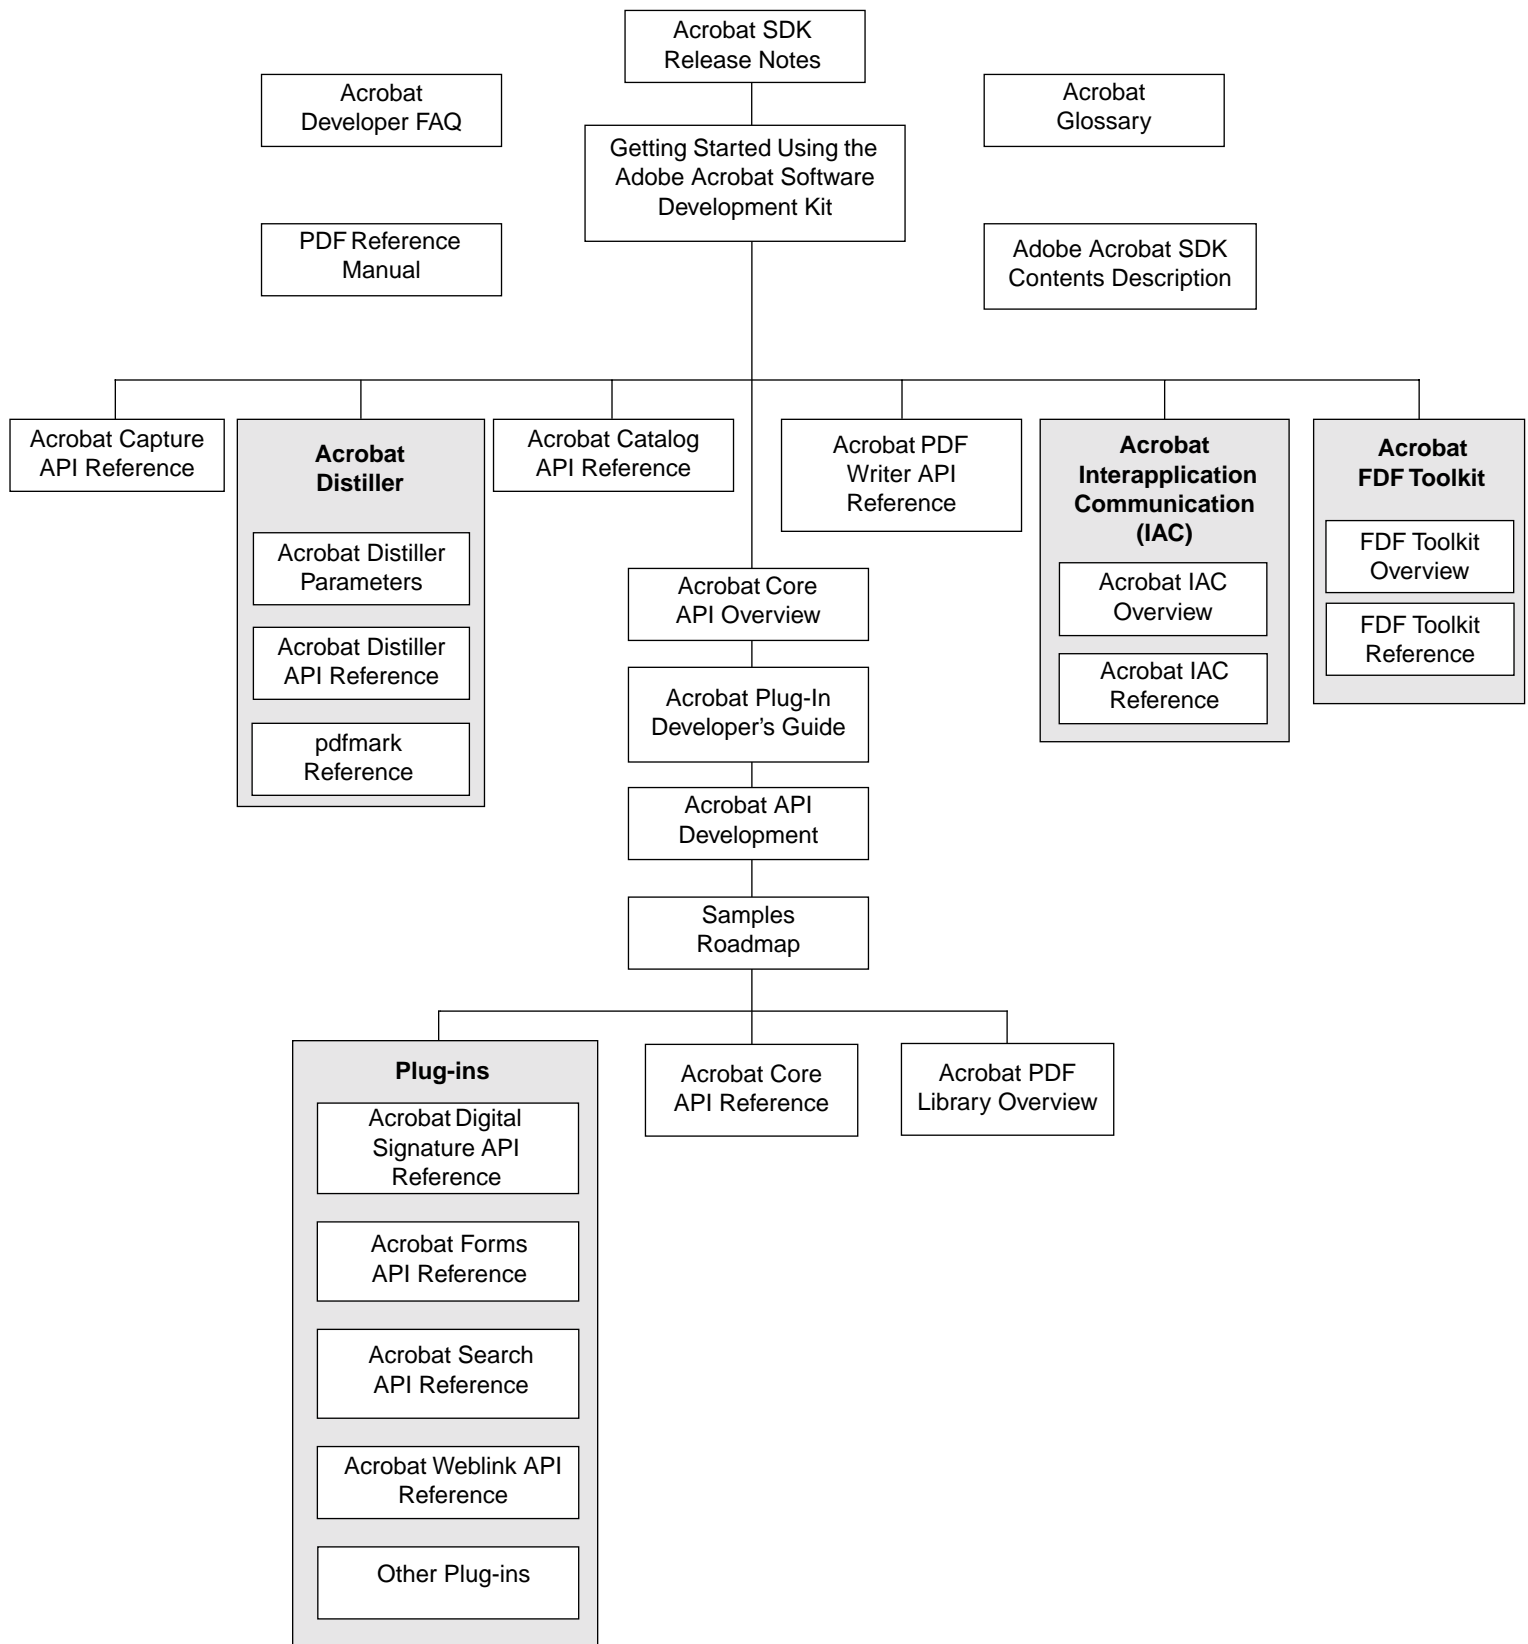 Acrobat SDK
Release Notes
Acrobat
Developer FAQ
Acrobat
Glossary
Getting Started Using the
Adobe Acrobat Software
Development Kit
PDF Reference
Manual
Adobe Acrobat SDK
Contents Description
Acrobat Capture
API Reference
Acrobat
Distiller
Acrobat Distiller
Parameters
Acrobat Distiller
API Reference
pdfmark
Reference
Acrobat Catalog
API Reference
Acrobat PDF
Writer API
Reference
Acrobat
Interapplication
Communication
(IAC)
Acrobat IAC
Overview
Acrobat IAC
Reference
Acrobat
FDF Toolkit
FDF Toolkit
Overview
FDF Toolkit
Reference
Acrobat Core
API Overview
Acrobat Plug-In
Developer’s Guide
Acrobat API
Development
Samples
Roadmap
Plug-ins
Acrobat Digital
Signature API
Reference
Acrobat Forms
API Reference
Acrobat Search
API Reference
Acrobat Weblink API
Reference
Other Plug-ins
Acrobat Core
API Reference
Acrobat PDF
Library Overview